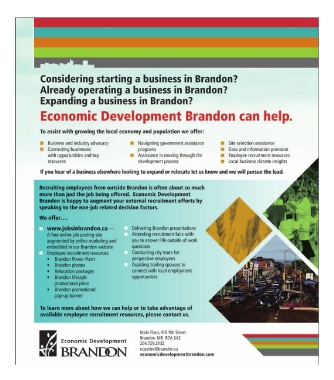 Considering starting a business in Brandon?
Already operating a business in Brandon?
Expanding a business in Brandon?
Economic Development Brandon can help.
To assist with growing the local economy and population we offer:
Business and industry advocacy
Connecting businesses
with opportunities and key
resources
Navigating government assistance
programs
Assistance in moving through the
development process
Site selection assistance
Data and information provision
Employee recruitment resources
Local business climate insights
If you hear of a business elsewhere looking to expand or relocate let us know and we will pursue the lead.
Recruiting employees from outside Brandon is often about so much
more than just the job being offered. Economic Development
Brandon is happy to augment your external recruitment efforts by
speaking to the non-job related decision factors.
We offer....
www.jobsinbrandon.ca —
A free online job posting site
augmented by online marketing and
embedded in our Brandon website
Employee recruitment resources:
• Brandon Power Point
• Brandon photos
• Relocation packages
• Brandon lifestyle
promotional piece
• Brandon promotional
pop up banner
Delivering Brandon presentations
Attending recruitment fairs with
you to answer life outside of work
questions
Conducting city tours for
perspective employees
Assisting trailing spouses to
connect with local employment
opportunities
To learn more about how we can help or to take advantage of
available employee recruitment resources, please contact us.
Economic Development
BRANDON
Main Floor, 410 9th Street
Brandon, MB R7A 6A2
204.729.2132
econdev@brandon.ca
economicdevelopmentbrandon.com